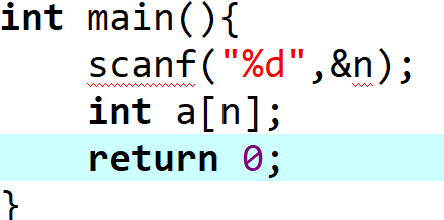 int main(){
scanf("%d",&n);
int a[n];
return 0;
}